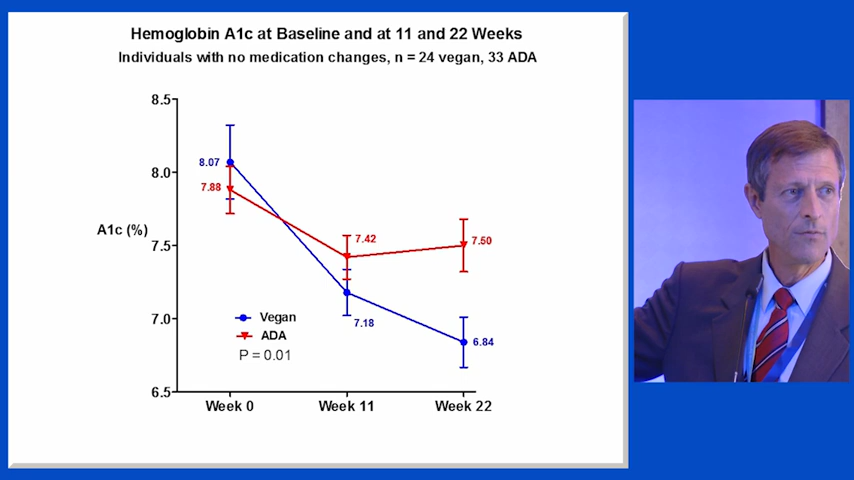 Hemoglobin A1c at Baseline and at 11 and 22 Weeks
Individuals with no medication changes, n = 24 vegan, 33 ADA
8.5
8.07
8.0
7.88
A1c (%)
7.5
7.42
7.50
7.18
7.0
6.84
Vegan
ADA
P = 0.01
6.5
Week 0
Week 11
Week 22